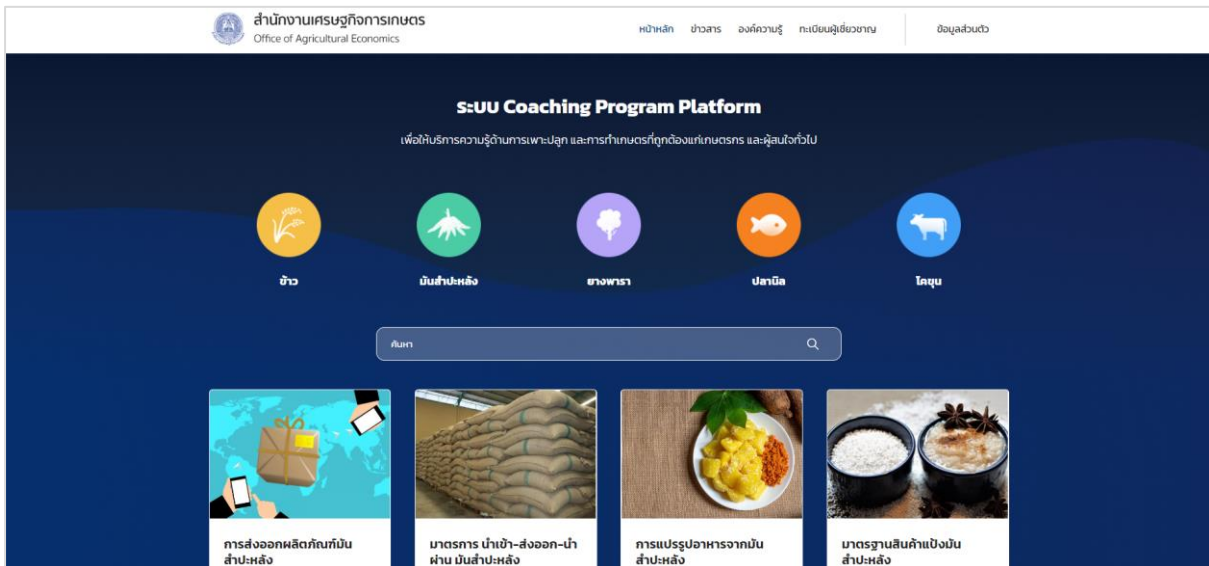 สำนักงานเศรษฐกิจการเกษตร
Office of Agricultural Economics
หน้าหลัก ข่าวสาร องค์ความรู้ ทะเบียนผู้เชี่ยวชาญ ข้อมูลส่วนตัว
ระบบ Coaching Program Platform
เพื่อให้บริการความรู้ด้านการเพาะปลูก และการทำเกษตรที่ถูกต้องแก่เกษตรกร และผู้สนใจทั่วไป
ข้าว มันสำปะหลัง ยางพารา ปลานิล โคขุน
ค้นหา
การส่งออกผลิตภัณฑ์มัน
สำปะหลัง
มาตรการ นำเข้า-ส่งออก-นำ
ผ่าน มันสำปะหลัง
การแปรรูปอาหารจากมัน
สำปะหลัง
มาตรฐานสินค้าแป้งมัน
สำปะหลัง